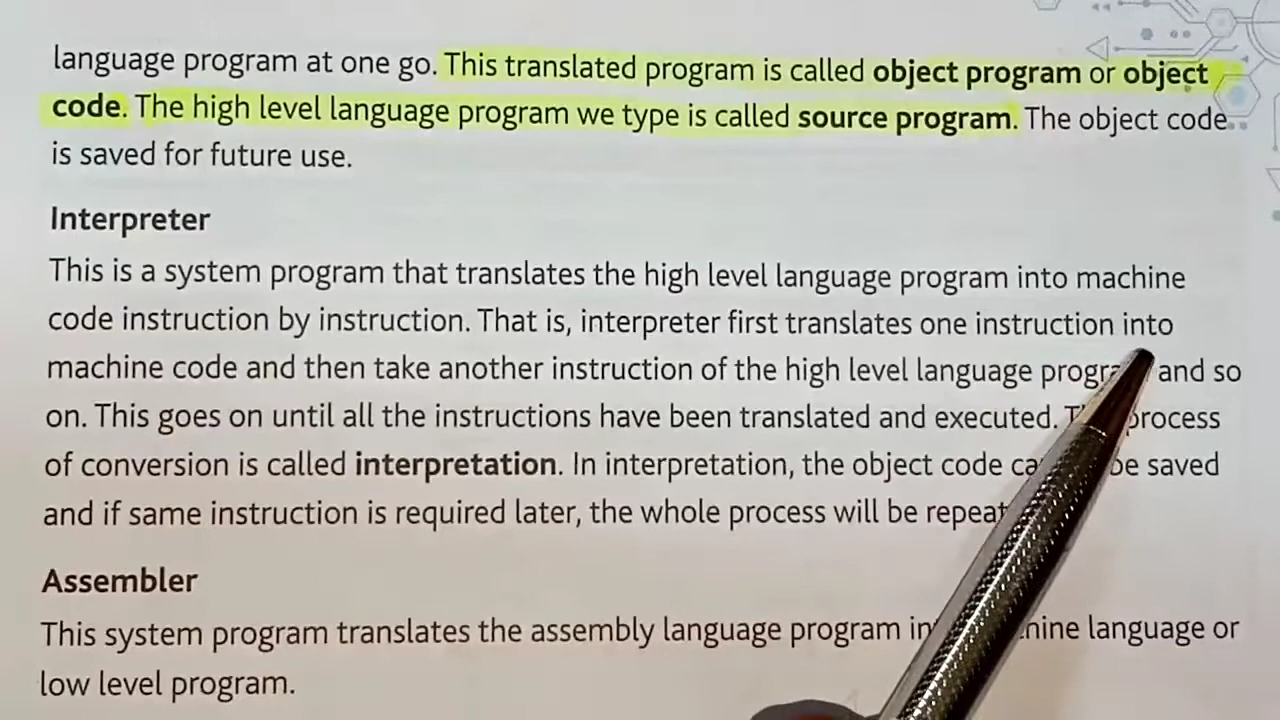 language program at one go. This translated program is called object program or object
code. The high level language program we type is called source program. The object code
is saved for future use.
Interpreter
This is a system program that translates the high level language program into machine
code instruction by instruction. That is, interpreter first translates one instruction into
machine code and then take another instruction of the high level language and so
on. This goes on until all the instructions have been translated and executed. process
of conversion is called interpretation. In interpretation, the object code be saved
and if same instruction is required later, the whole process will be
Assembler
This system program translates the assembly language program language or
low level program.